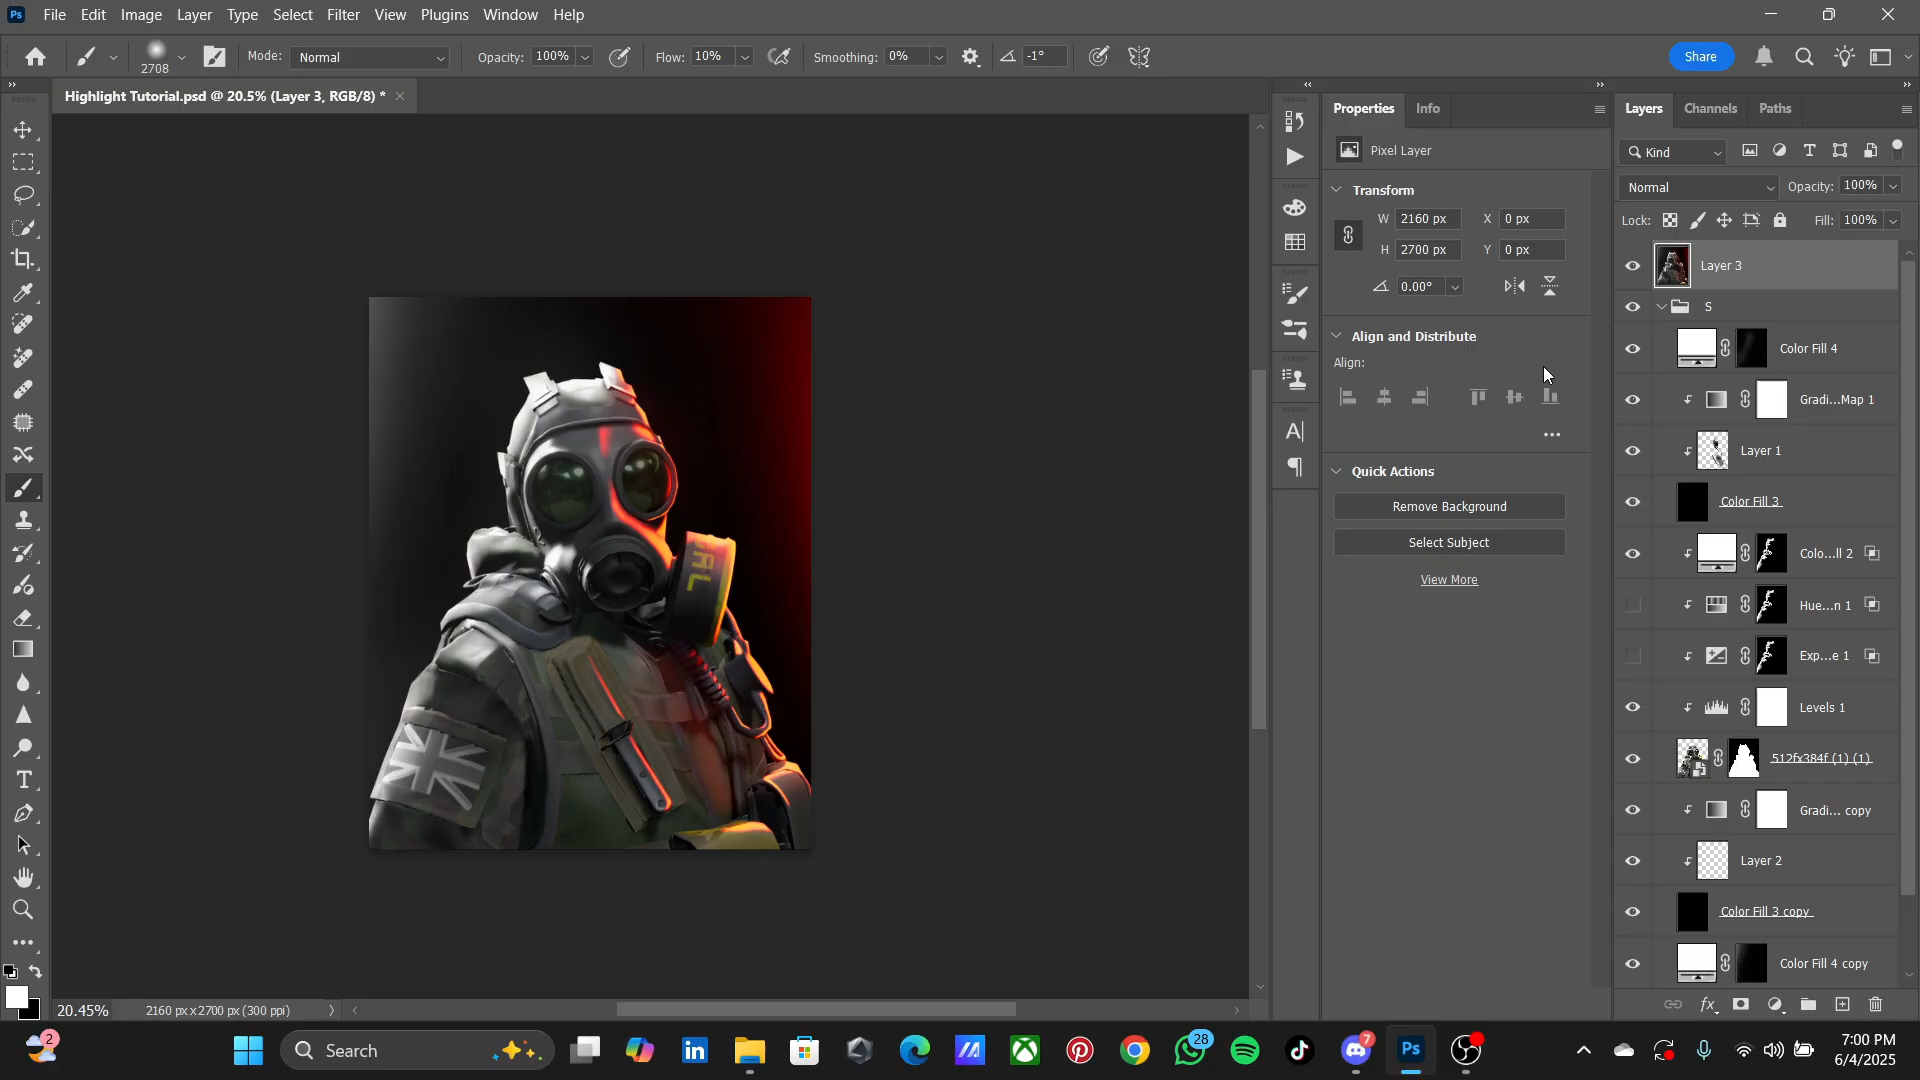 Ps File Edit Image Layer Type Select Filter View Plugins Window Help
2708 Mode: Normal Opacity: 100% Flow: 10% Smoothing: 0% -1° Share
Highlight Tutorial.psd @ 20.5% (Layer 3, RGB/8) *
Properties Info
Pixel Layer
Transform
W 2160 px X 0 px
H 2700 px Y 0 px
0.00°
Align and Distribute
Align:
Quick Actions
Remove Background
Select Subject
View More
Layers Channels Paths
Kind
Normal Opacity: 100%
Lock: Fill: 100%
Layer 3
S
Color Fill 4
Gradi...Map 1
Layer 1
Color Fill 3
Colo...ll 2
Hue...n 1
Exp...e 1
Levels 1
512fx384f (1) (1)
Gradi... copy
Layer 2
Color Fill 3 copy
Color Fill 4 copy
20.45% 2160 px x 2700 px (300 ppi)
2 Search 28 7 Ps 7:00 PM
6/4/2025